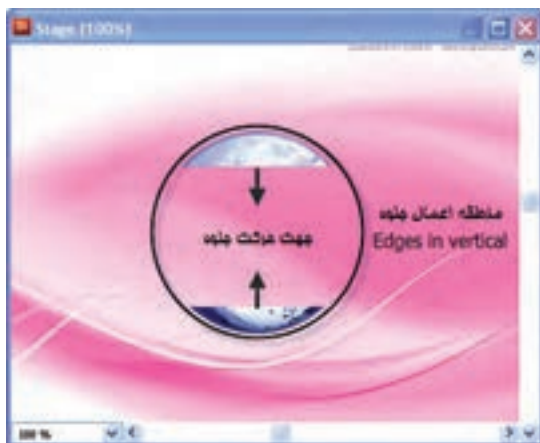 Stage (100%)
منطقه اعمال جلوه
Edges in vertical
جهت حرکت جلوه
100 %